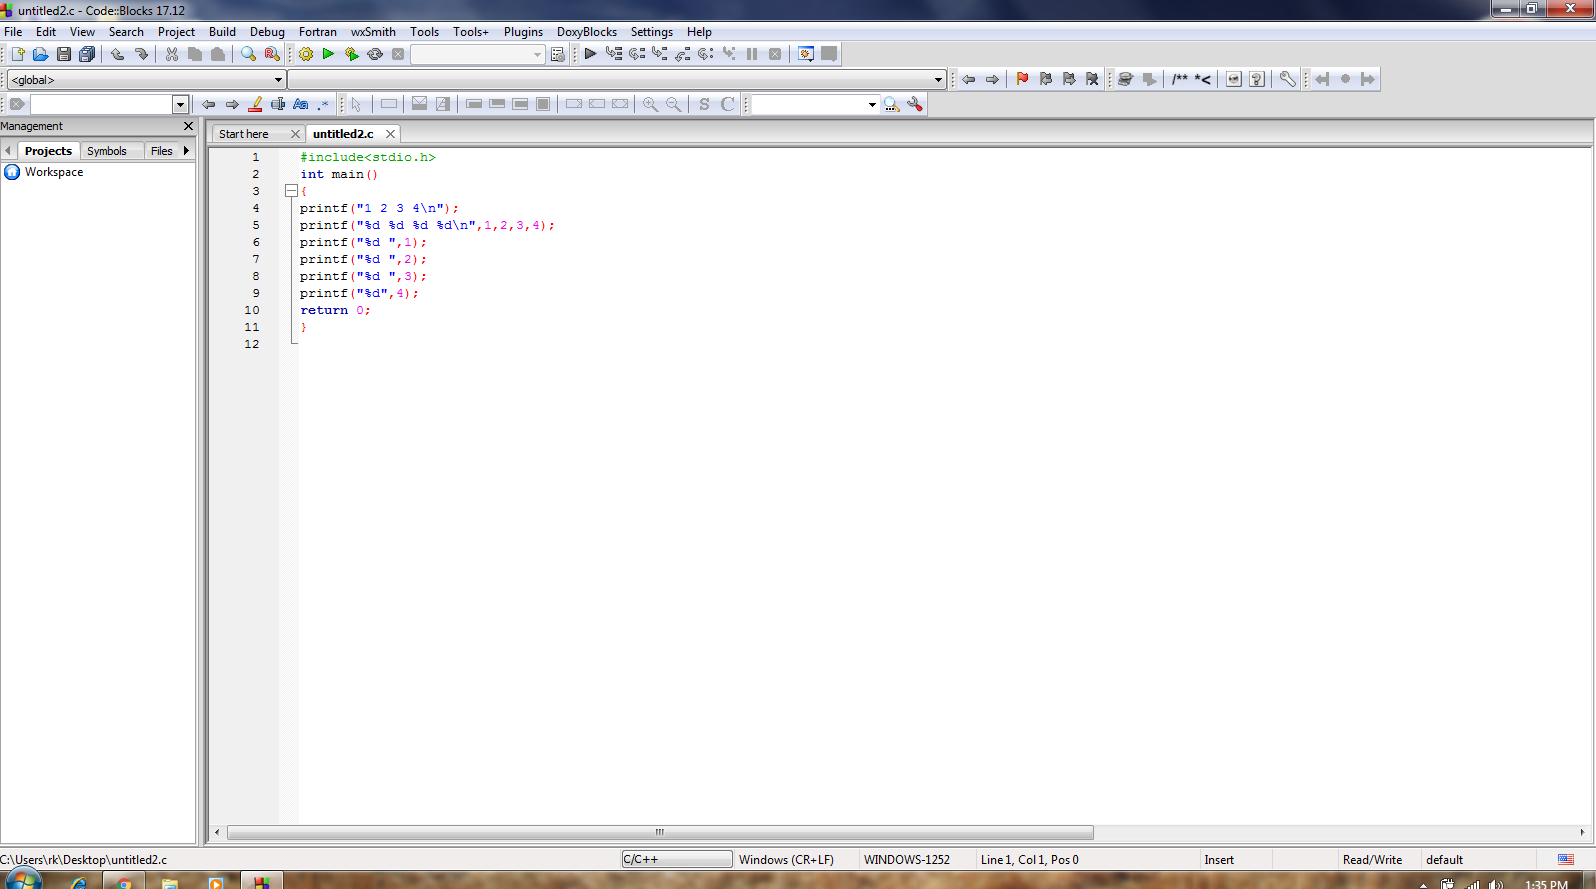 untitled2.c - Code::Blocks 17.12
File Edit View Search Project Build Debug Fortran wxSmith Tools Tools+ Plugins DoxyBlocks Settings Help
<global>
/** *<
Aa .* S C
Management
Projects Symbols Files
Workspace
Start here untitled2.c
1 #include<stdio.h>
2 int main()
3 {
4 printf("1 2 3 4\n");
5 printf("%d %d %d %d\n",1,2,3,4);
6 printf("%d ",1);
7 printf("%d ",2);
8 printf("%d ",3);
9 printf("%d",4);
10 return 0;
11 }
12
C:\Users\rk\Desktop\untitled2.c C/C++ Windows (CR+LF) WINDOWS-1252 Line 1, Col 1, Pos 0 Insert Read/Write default
1:35 PM